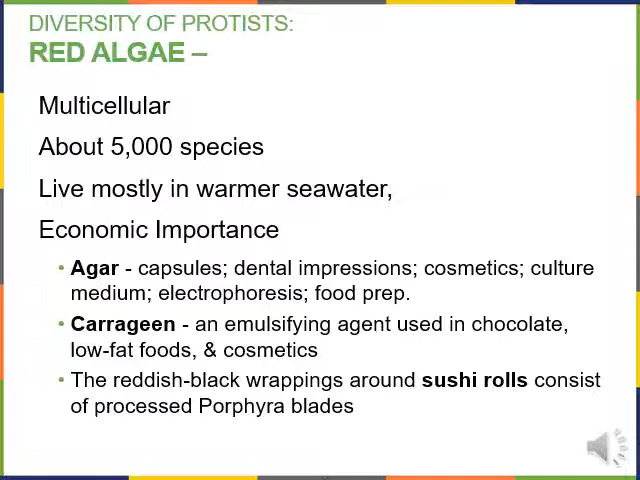 DIVERSITY OF PROTISTS:
RED ALGAE –
Multicellular
About 5,000 species
Live mostly in warmer seawater,
Economic Importance
• Agar - capsules; dental impressions; cosmetics; culture
medium; electrophoresis; food prep.
• Carrageen - an emulsifying agent used in chocolate,
low-fat foods, & cosmetics
• The reddish-black wrappings around sushi rolls consist
of processed Porphyra blades